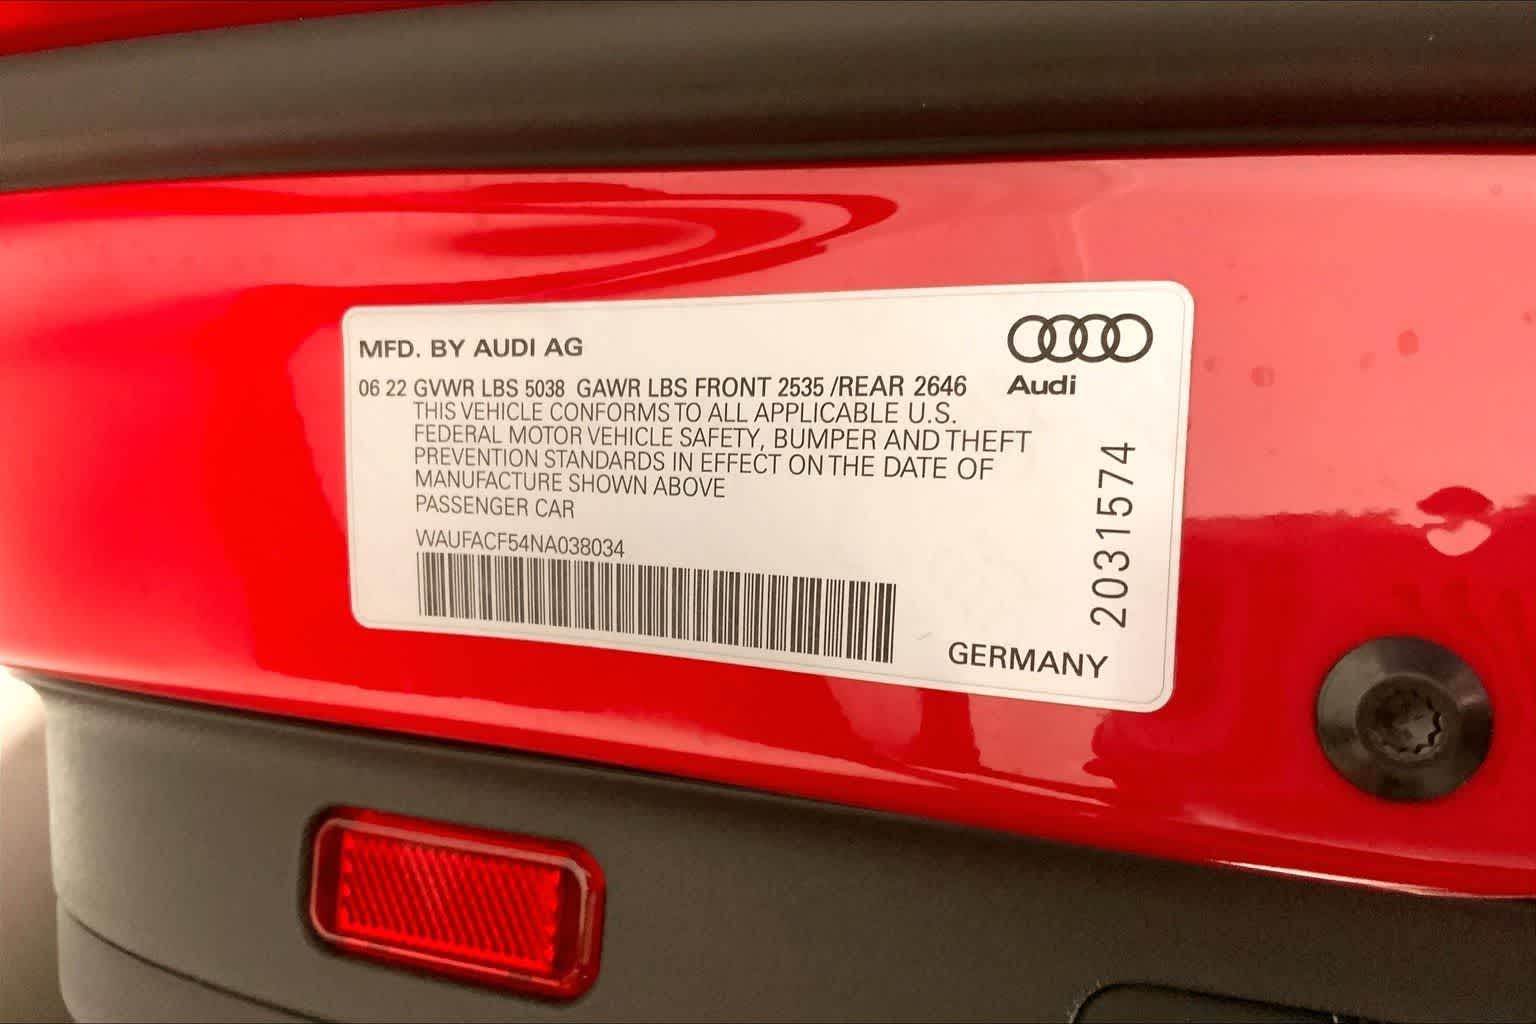 MFD. BY AUDI AG
Audi
06 22 GVWR LBS 5038 GAWR LBS FRONT 2535 /REAR 2646
THIS VEHICLE CONFORMS TO ALL APPLICABLE U.S.
FEDERAL MOTOR VEHICLE SAFETY, BUMPER AND THEFT
PREVENTION STANDARDS IN EFFECT ON THE DATE OF
MANUFACTURE SHOWN ABOVE
PASSENGER CAR
WAUFACF54NA038034
2031574
GERMANY